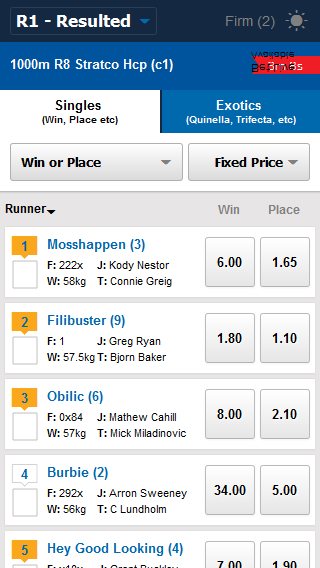 R1 - Resulted
Firm (2)
1000m R8 Stratco Hcp (c1)
Singles
(Win, Place etc)
Exotics
(Quinella, Trifecta, etc)
Win or Place
Fixed Price
Runner
Win
Place
1
Mosshappen (3)
F: 222x
J: Kody Nestor
W: 58kg
T: Connie Greig
6.00
1.65
2
Filibuster (9)
F: 1
J: Greg Ryan
W: 57.5kg
T: Bjorn Baker
1.80
1.10
3
Obilic (6)
F: 0x84
J: Mathew Cahill
W: 57kg
T: Mick Miladinovic
8.00
2.10
4
Burbie (2)
F: 292x
J: Arron Sweeney
W: 56kg
T: C Lundholm
34.00
5.00
5
Hey Good Looking (4)
7.00
1.90